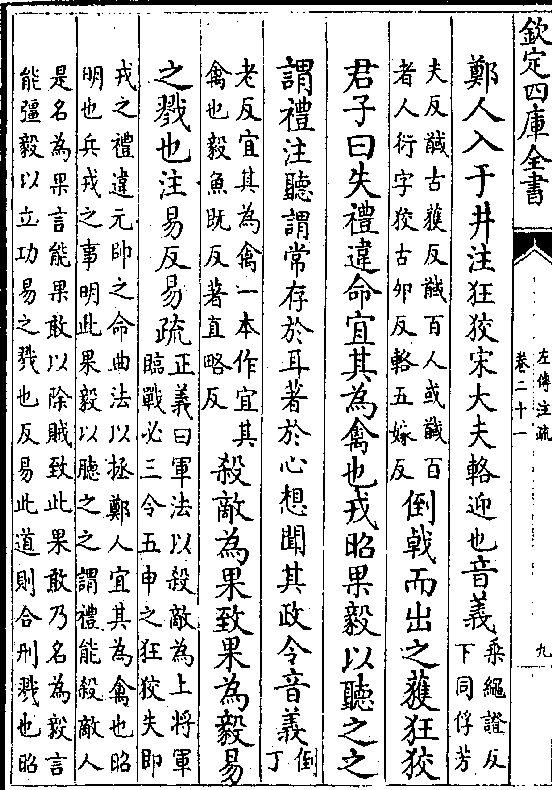 欽定四庫全書
左傳注疏
卷二十一
九
鄭人入于井注狂狡宋大夫輅迎也音義乘繩證反
下同俘芳
夫反馘古獲反馘百人或馘百
者人衍字狡古卯反輅五嫁反倒戟而出之獲狂狡
君子曰失禮違命宜其為禽也戎昭果毅以聽之之
謂禮注聽謂常存於耳著於心想聞其政令音義倒
丁
老反宜其為禽一本作宜其
禽也毅魚既反著直略反殺敵為果致果為毅易
之戮也注易反易疏正義曰軍法以殺敵為上將軍
臨戰必三令五申之狂狡失即
戎之禮違元帥之命曲法以拯鄭人宜其為禽也昭
明也兵戎之事明此果毅以聽之之謂禮能殺敵人
是名為果言能果敢以除賊致此果敢乃名為毅言
能彊毅以立功易之戮也反易此道則合刑戮也昭